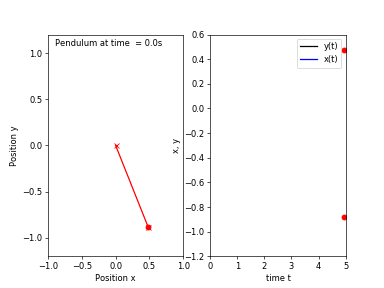 Pendulum at time = 0.0s
1.0
0.5
0.0
−0.5
−1.0
Position y
−1.0 −0.5 0.0 0.5 1.0
Position x
y(t)
x(t)
0.6
0.4
0.2
0.0
−0.2
−0.4
−0.6
−0.8
−1.0
−1.2
x, y
0 1 2 3 4 5
time t